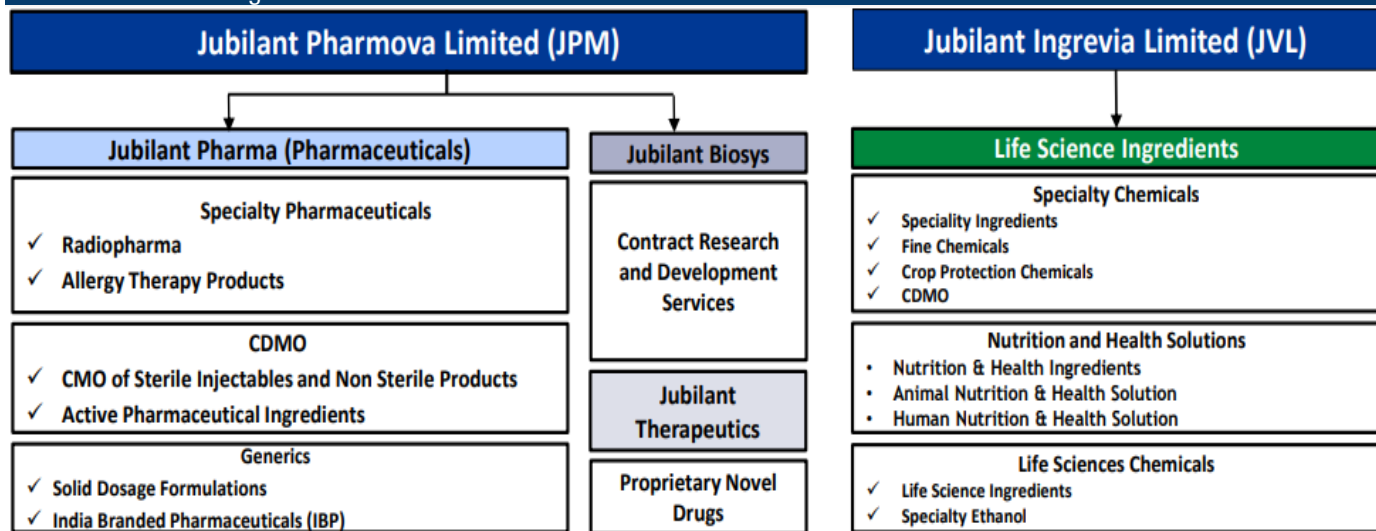 Jubilant Pharmova Limited (JPM)
Jubilant Pharma (Pharmaceuticals)
Specialty Pharmaceuticals
✓ Radiopharma
✓ Allergy Therapy Products
CDMO
✓ CMO of Sterile Injectables and Non Sterile Products
✓ Active Pharmaceutical Ingredients
Generics
✓ Solid Dosage Formulations
✓ India Branded Pharmaceuticals (IBP)
Jubilant Biosys
Contract Research
and Development
Services
Jubilant
Therapeutics
Proprietary Novel
Drugs
Jubilant Ingrevia Limited (JVL)
Life Science Ingredients
Specialty Chemicals
✓ Speciality Ingredients
✓ Fine Chemicals
✓ Crop Protection Chemicals
✓ CDMO
Nutrition and Health Solutions
• Nutrition & Health Ingredients
• Animal Nutrition & Health Solution
• Human Nutrition & Health Solution
Life Sciences Chemicals
✓ Life Science Ingredients
✓ Specialty Ethanol